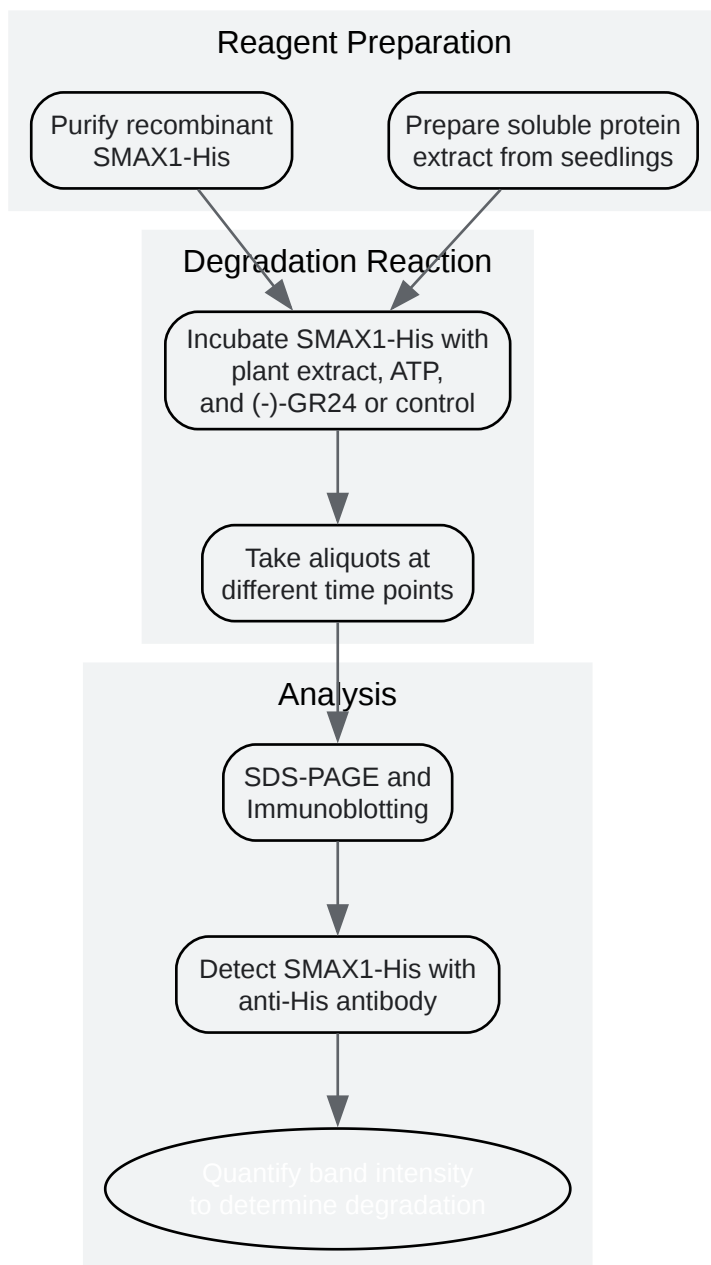 Reagent Preparation
Purify recombinant
SMAX1-His
Prepare soluble protein
extract from seedlings
Degradation Reaction
Incubate SMAX1-His with
plant extract, ATP,
and (-)-GR24 or control
Take aliquots at
different time points
Analysis
SDS-PAGE and
Immunoblotting
Detect SMAX1-His with
anti-His antibody
Quantify band intensity
to determine degradation